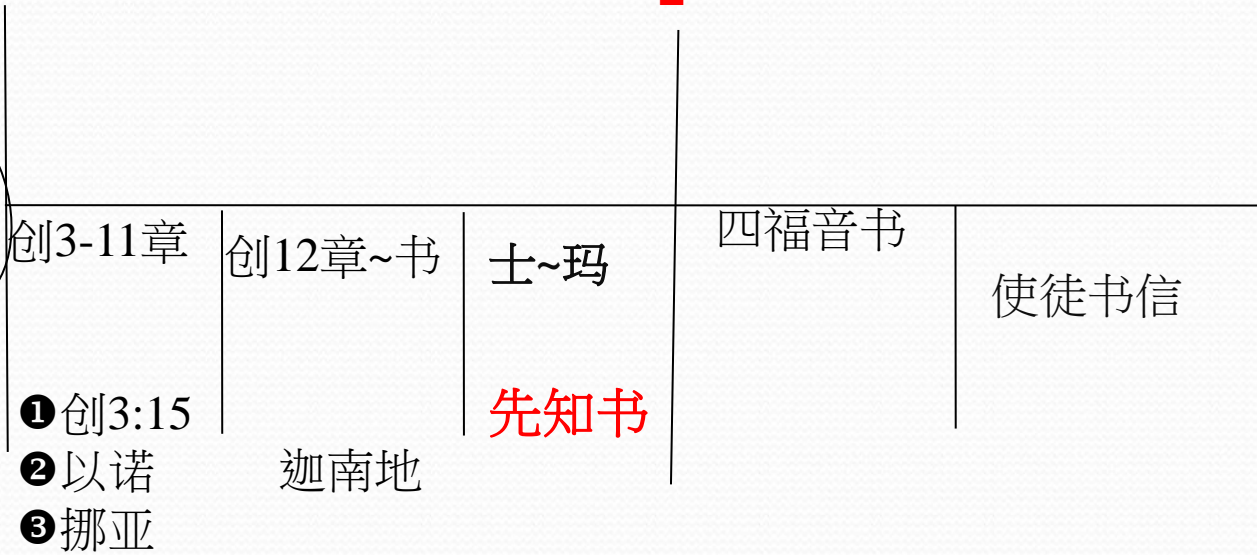 创3-11章
❶创3:15
❷以诺
❸挪亚
创12章~书
迦南地
士~玛
先知书
四福音书
使徒书信